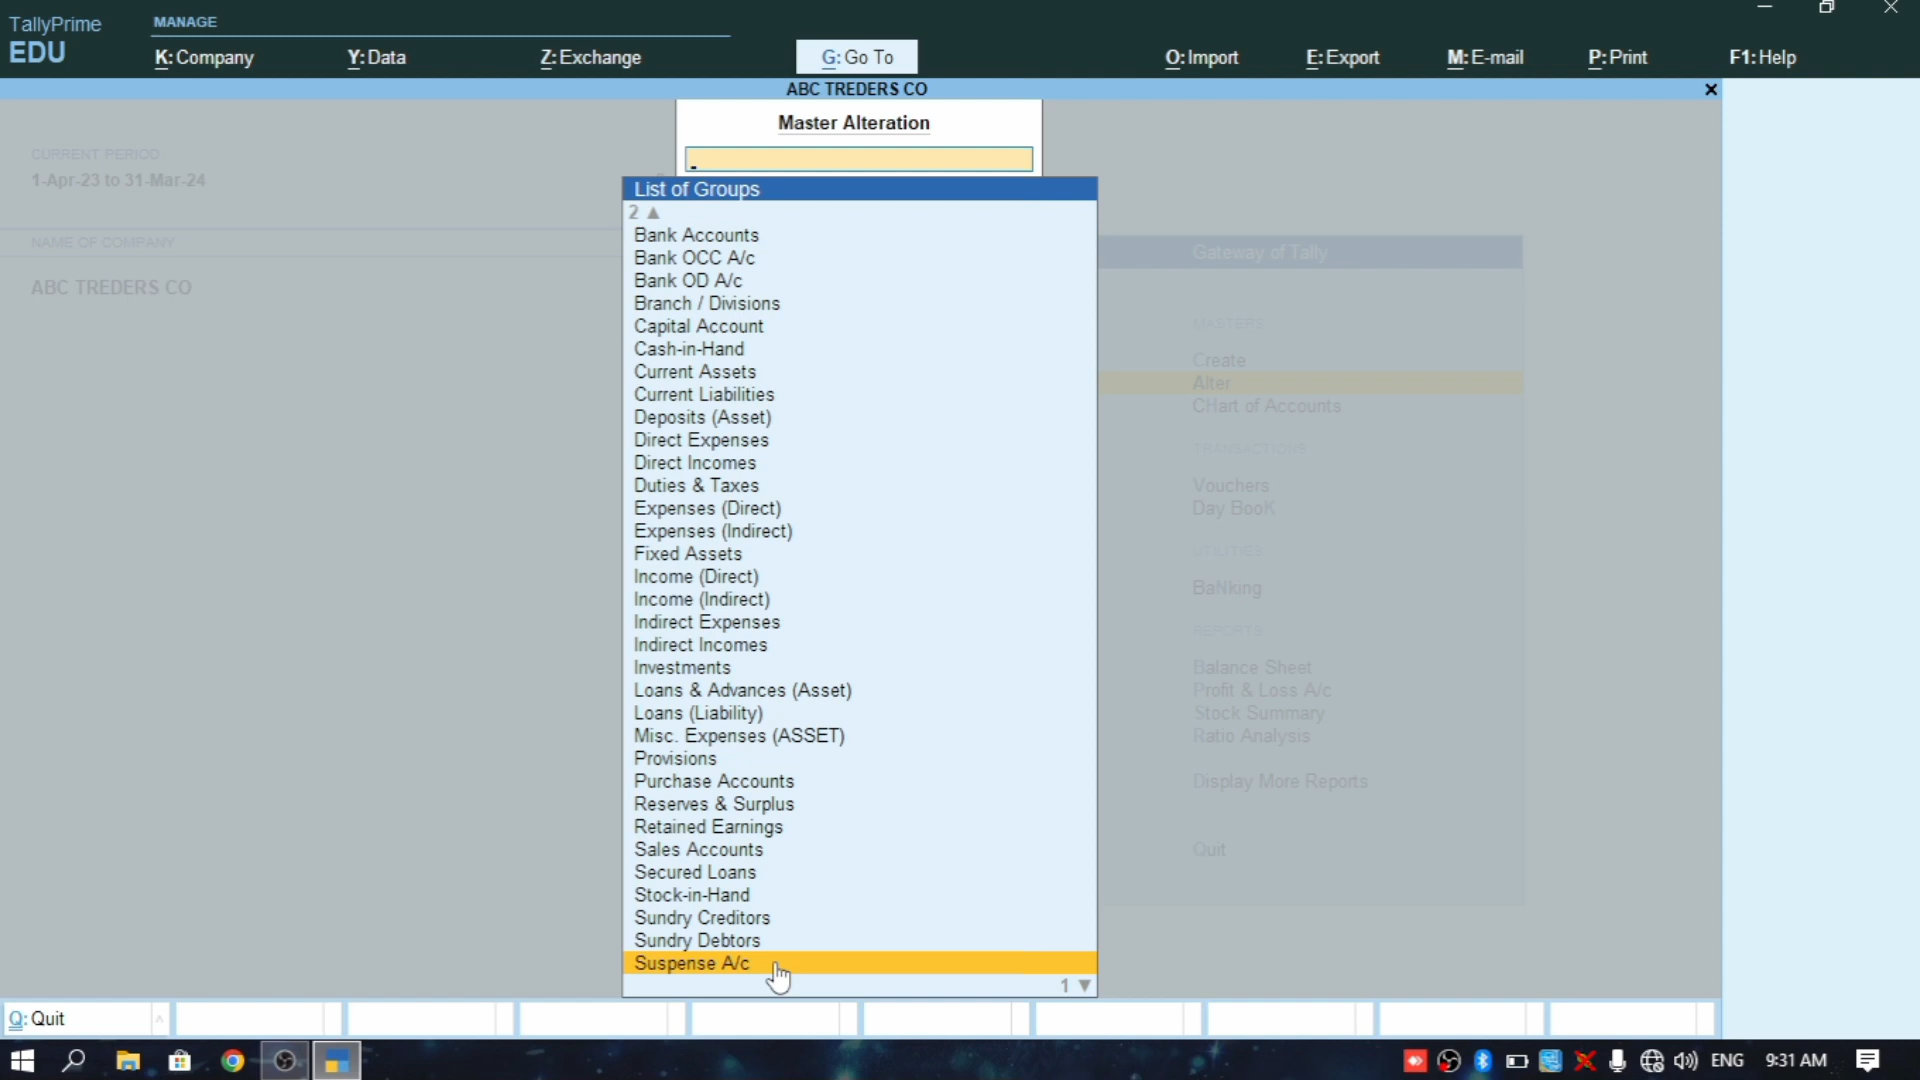 TallyPrime
EDU
MANAGE
K: Company
Y: Data
Z: Exchange
G: Go To
O: Import
E: Export
M: E-mail
P: Print
F1: Help
ABC TREDERS CO
Master Alteration
CURRENT PERIOD
1-Apr-23 to 31-Mar-24
NAME OF COMPANY
ABC TREDERS CO
List of Groups
2
Bank Accounts
Bank OCC A/c
Bank OD A/c
Branch / Divisions
Capital Account
Cash-in-Hand
Current Assets
Current Liabilities
Deposits (Asset)
Direct Expenses
Direct Incomes
Duties & Taxes
Expenses (Direct)
Expenses (Indirect)
Fixed Assets
Income (Direct)
Income (Indirect)
Indirect Expenses
Indirect Incomes
Investments
Loans & Advances (Asset)
Loans (Liability)
Misc. Expenses (ASSET)
Provisions
Purchase Accounts
Reserves & Surplus
Retained Earnings
Sales Accounts
Secured Loans
Stock-in-Hand
Sundry Creditors
Sundry Debtors
Suspense A/c
1
Gateway of Tally
MASTERS
Create
Alter
CHart of Accounts
TRANSACTIONS
Vouchers
Day BooK
UTILITIES
BaNking
REPORTS
Balance Sheet
Profit & Loss A/c
Stock Summary
Ratio Analysis
Display More Reports
Quit
Q: Quit
ENG
9:31 AM